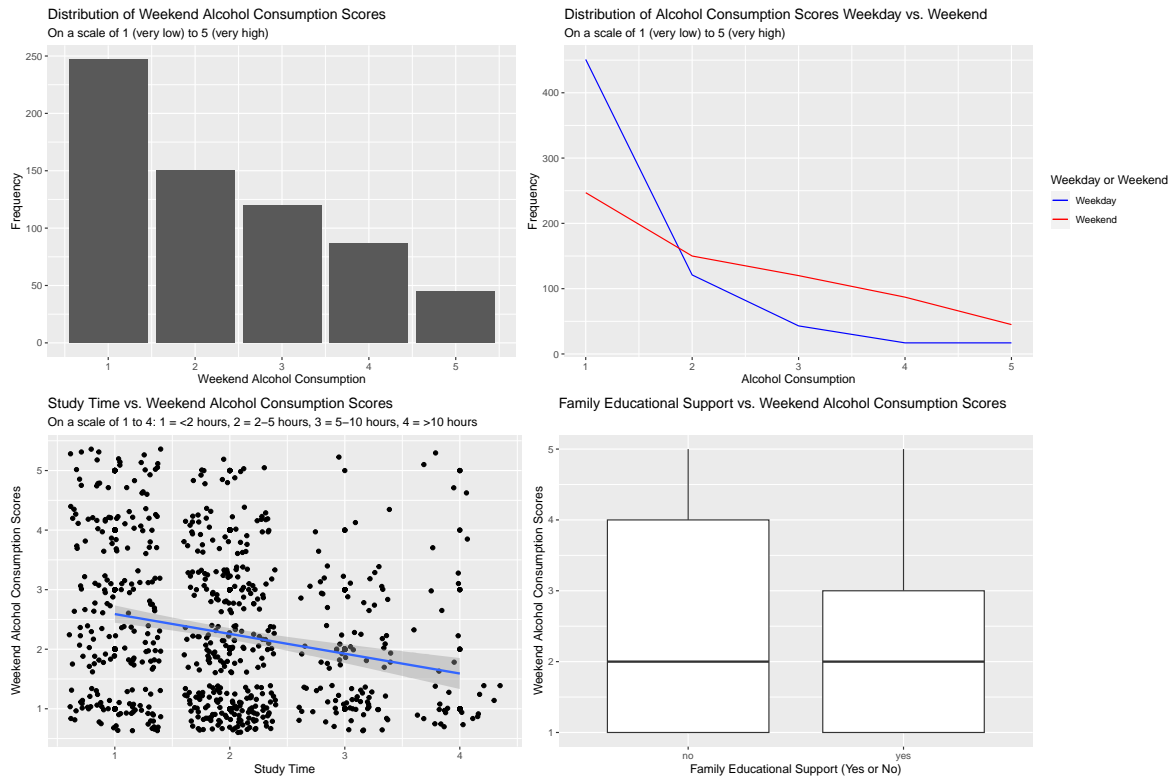 Distribution of Weekend Alcohol Consumption Scores
On a scale of 1 (very low) to 5 (very high)
250
200
150
100
50
0
Frequency
1 2 3 4 5
Weekend Alcohol Consumption
Distribution of Alcohol Consumption Scores Weekday vs. Weekend
On a scale of 1 (very low) to 5 (very high)
400
300
200
100
0
Frequency
1 2 3 4 5
Alcohol Consumption
Weekday or Weekend
Weekday
Weekend
Study Time vs. Weekend Alcohol Consumption Scores
On a scale of 1 to 4: 1 = <2 hours, 2 = 2–5 hours, 3 = 5–10 hours, 4 = >10 hours
5
4
3
2
1
Weekend Alcohol Consumption Scores
1 2 3 4
Study Time
Family Educational Support vs. Weekend Alcohol Consumption Scores
5
4
3
2
1
Weekend Alcohol Consumption Scores
no yes
Family Educational Support (Yes or No)